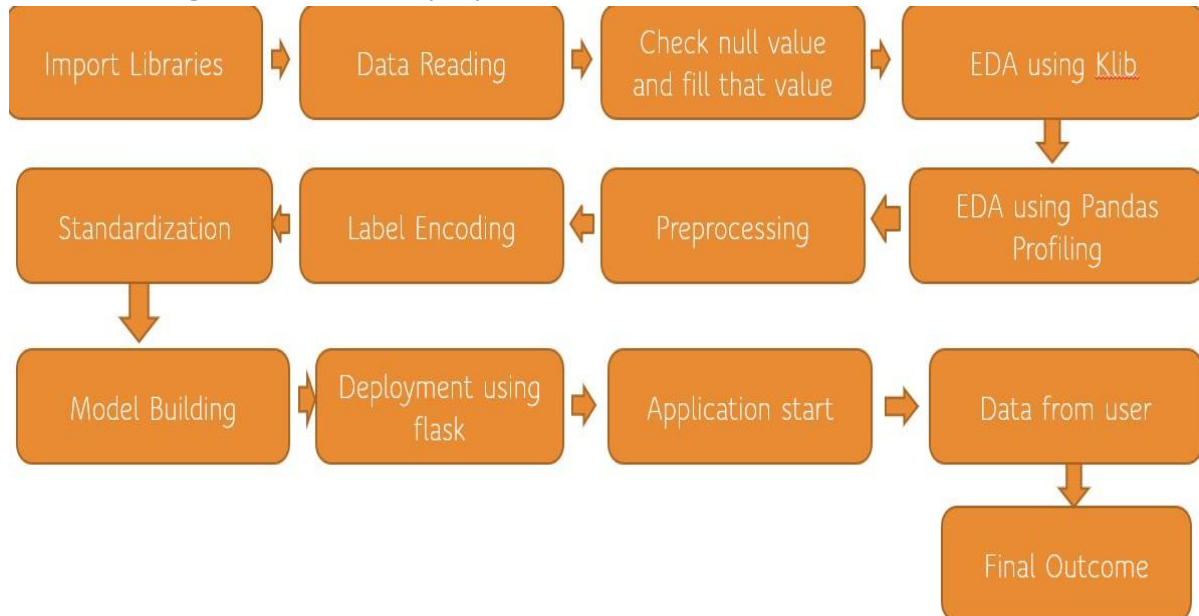 Import Libraries
Data Reading
Check null value
and fill that value
EDA using Klib
EDA using Pandas
Profiling
Preprocessing
Label Encoding
Standardization
Model Building
Deployment using
flask
Application start
Data from user
Final Outcome